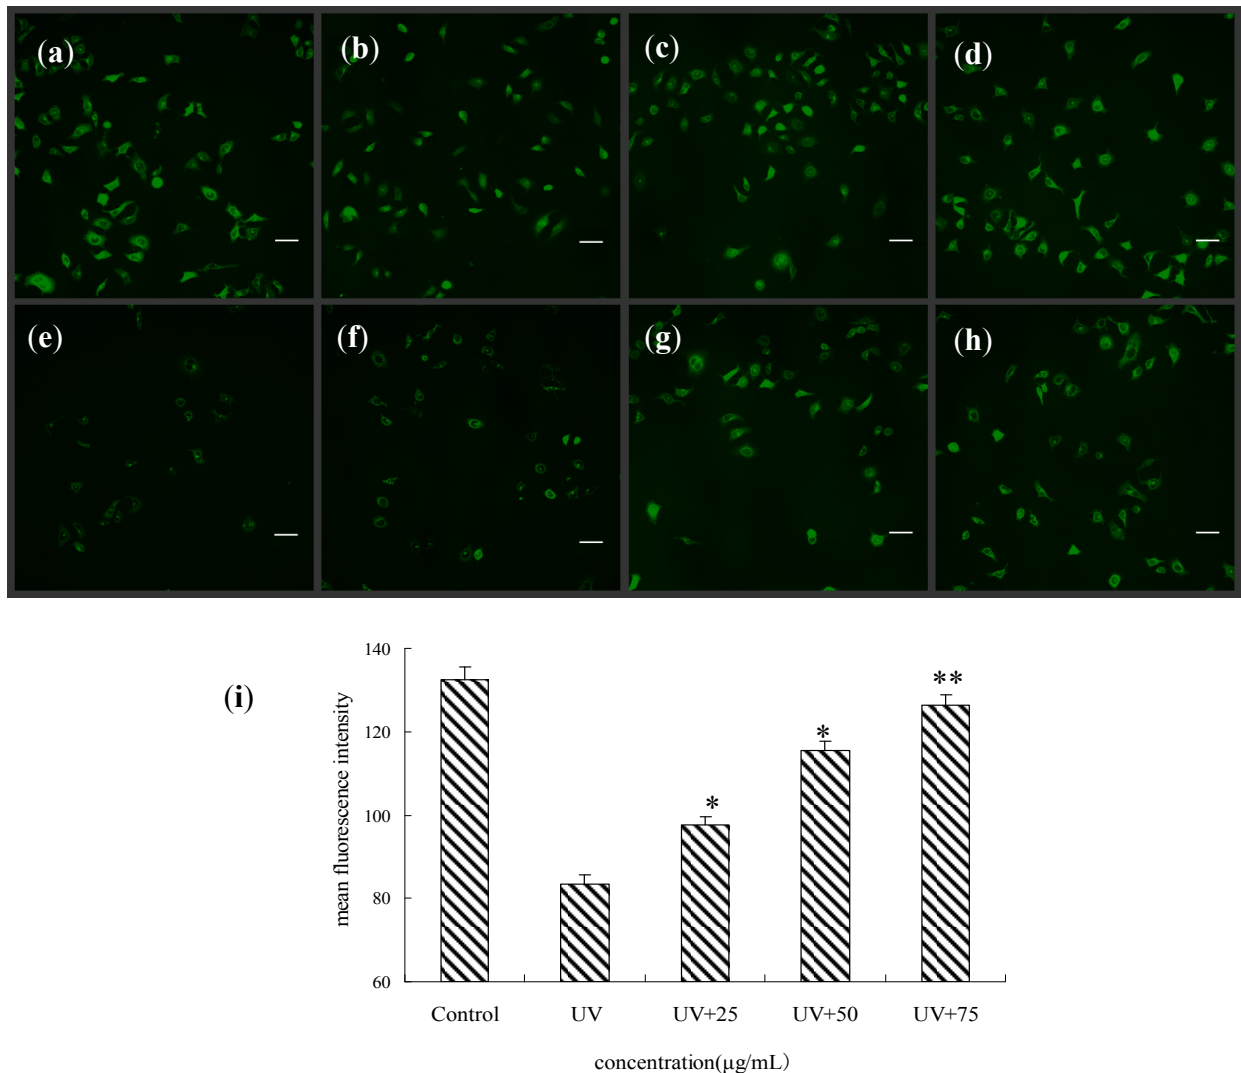 (a)
(b)
(c)
(d)
(e)
(f)
(g)
(h)
(i)
mean fluorescence intensity
140
120
100
80
60
*
*
**
Control UV UV+25 UV+50 UV+75
concentration(μg/mL)